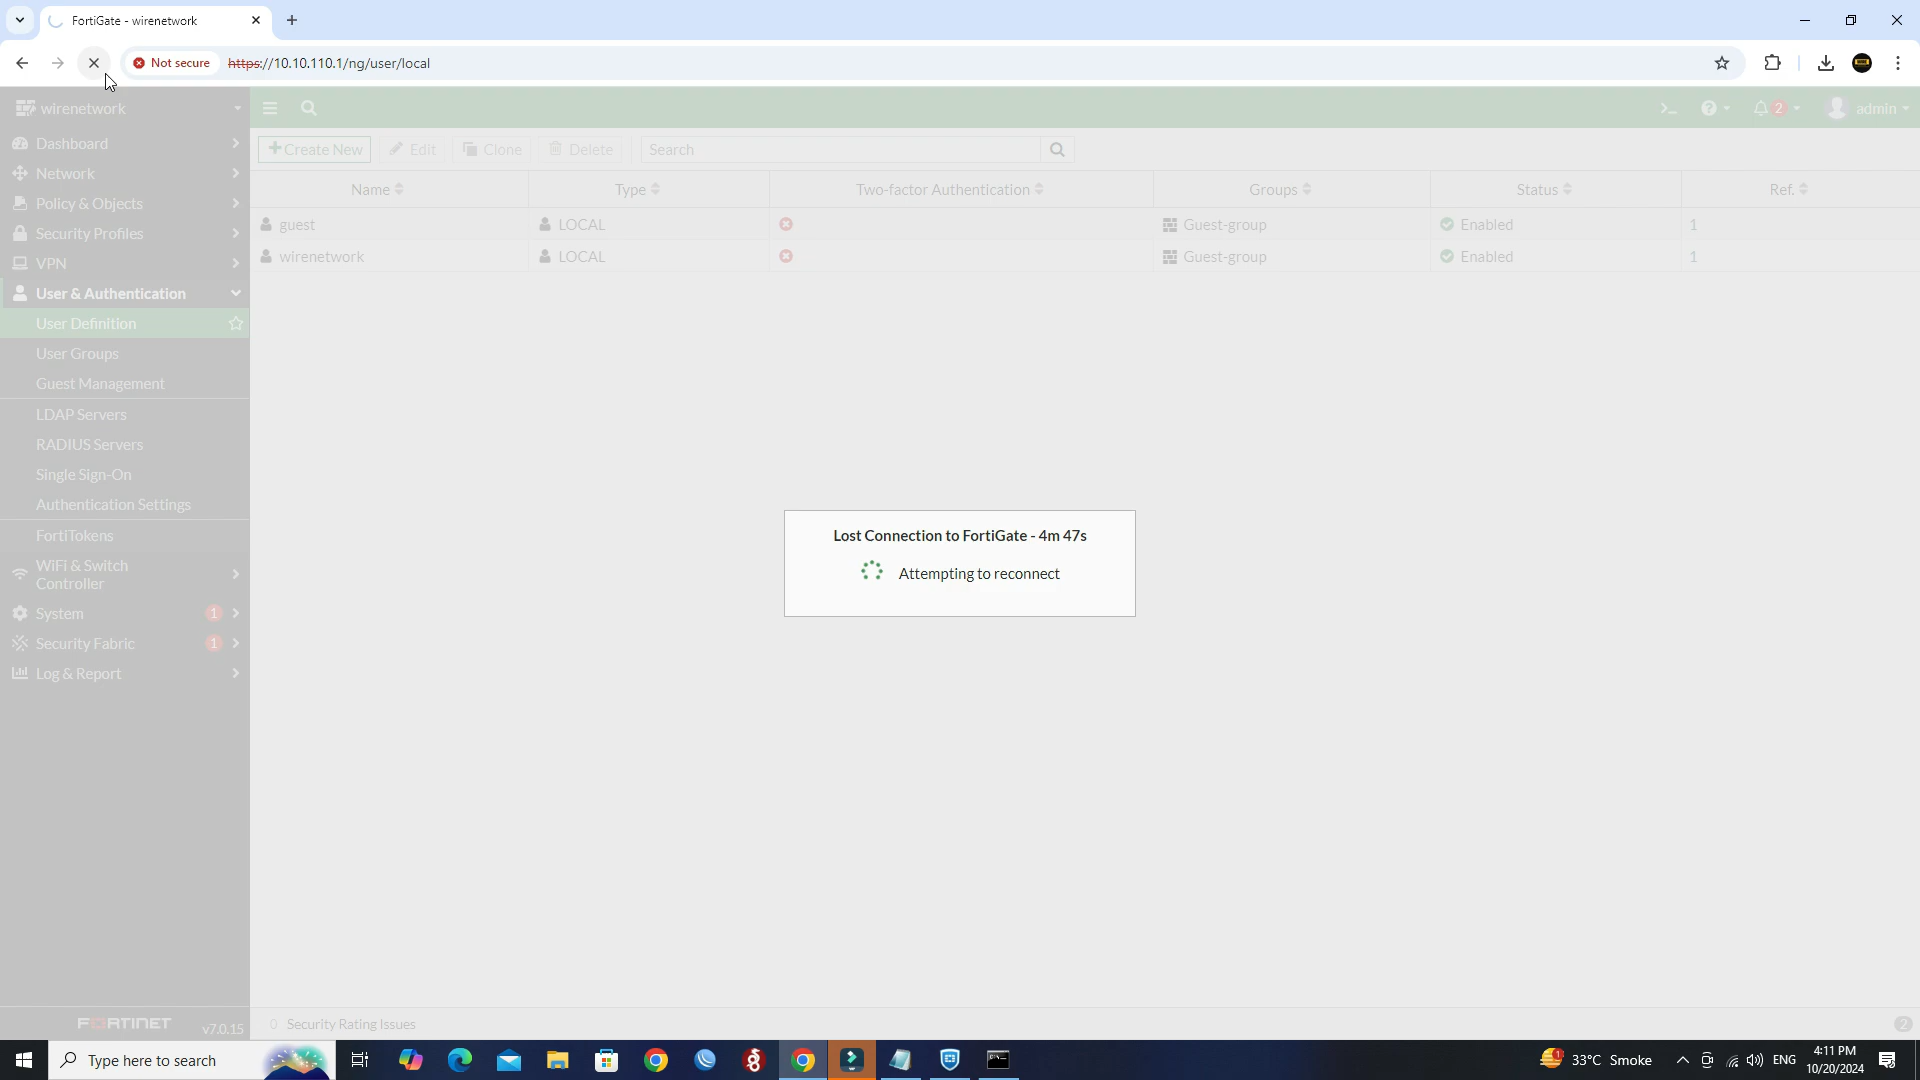 FortiGate - wirenetwork
Not secure
https://10.10.110.1/ng/user/local
wirenetwork
2
admin
Dashboard
Network
Policy & Objects
Security Profiles
VPN
User & Authentication
User Definition
User Groups
Guest Management
LDAP Servers
RADIUS Servers
Single Sign-On
Authentication Settings
FortiTokens
WiFi & Switch
Controller
System 1
Security Fabric 1
Log & Report
FORTINET v7.0.15
Create New Edit Clone Delete Search
Name Type Two-factor Authentication Groups Status Ref.
guest LOCAL Guest-group Enabled 1
wirenetwork LOCAL Guest-group Enabled 1
Lost Connection to FortiGate - 4m 47s
Attempting to reconnect
0 Security Rating Issues 2
Type here to search
33°C Smoke
ENG
4:11 PM
10/20/2024